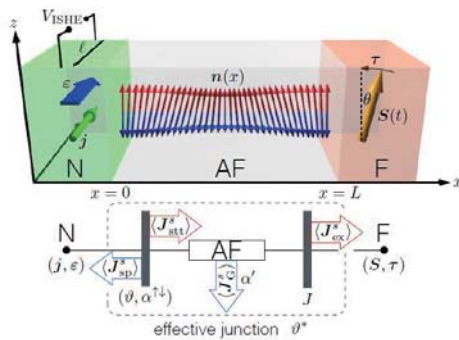 z
V_ISHE
ℓ
τ
n(x)
ε
θ
S(t)
j
N AF F
x = 0 x = L x
N ⟨J^s_stt⟩ AF ⟨J^s_ex⟩ F
(j, ε) ⟨J^s_sp⟩ ⟨J^s_G⟩ α′ (S, τ)
(ϑ, α^↑↓) J
effective junction ϑ*